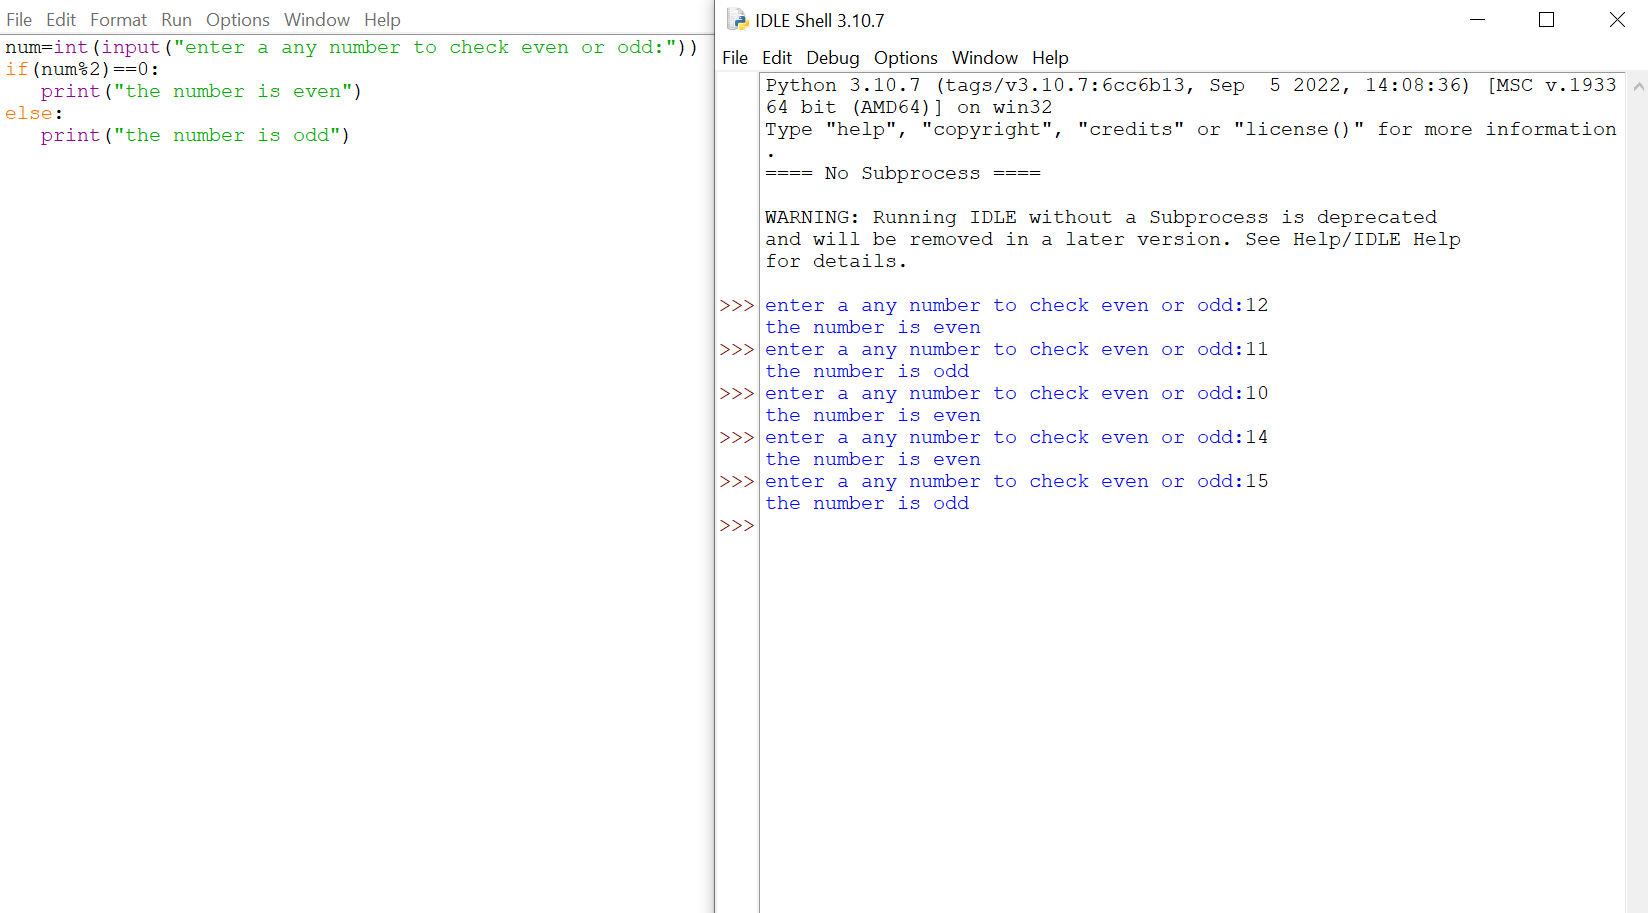 File Edit Format Run Options Window Help
num=int(input("enter a any number to check even or odd:"))
if(num%2)==0:
   print("the number is even")
else:
   print("the number is odd")
IDLE Shell 3.10.7
File Edit Debug Options Window Help
Python 3.10.7 (tags/v3.10.7:6cc6b13, Sep  5 2022, 14:08:36) [MSC v.1933
64 bit (AMD64)] on win32
Type "help", "copyright", "credits" or "license()" for more information
.
==== No Subprocess ====
WARNING: Running IDLE without a Subprocess is deprecated
and will be removed in a later version. See Help/IDLE Help
for details.
>>> enter a any number to check even or odd:12
the number is even
>>> enter a any number to check even or odd:11
the number is odd
>>> enter a any number to check even or odd:10
the number is even
>>> enter a any number to check even or odd:14
the number is even
>>> enter a any number to check even or odd:15
the number is odd
>>>